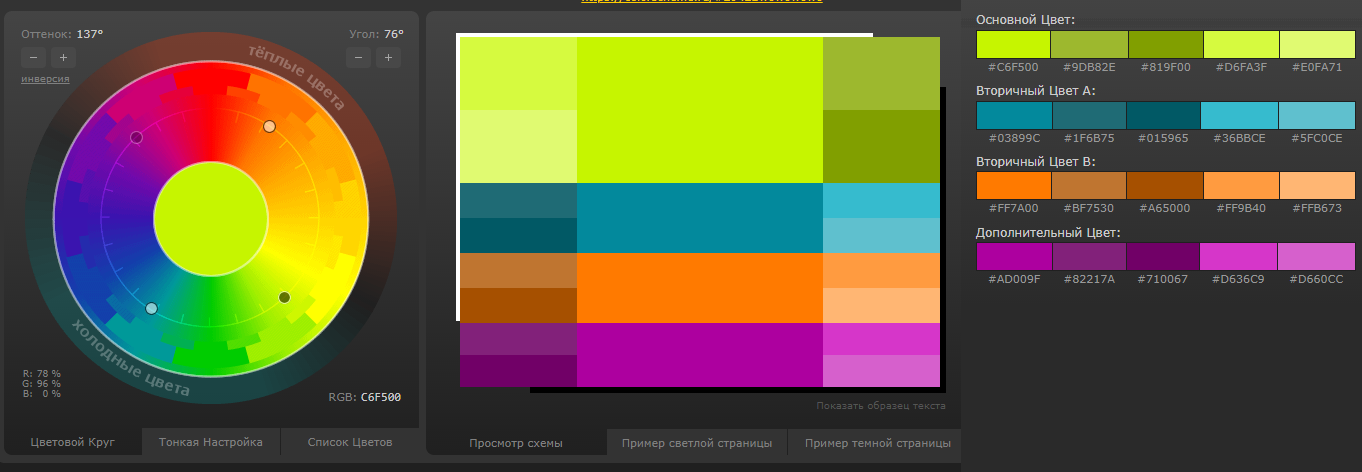 Оттенок: 137°
Угол: 76°
− +
− +
инверсия
тёплые цвета
холодные цвета
R: 78 %
G: 96 %
B: 0 %
RGB: C6F500
Цветовой Круг
Тонкая Настройка
Список Цветов
Показать образец текста
Просмотр схемы
Пример светлой страницы
Пример темной страницы
Основной Цвет:
#C6F500 #9DB82E #819F00 #D6FA3F #E0FA71
Вторичный Цвет A:
#03899C #1F6B75 #015965 #36BBCE #5FC0CE
Вторичный Цвет B:
#FF7A00 #BF7530 #A65000 #FF9B40 #FFB673
Дополнительный Цвет:
#AD009F #82217A #710067 #D636C9 #D660CC